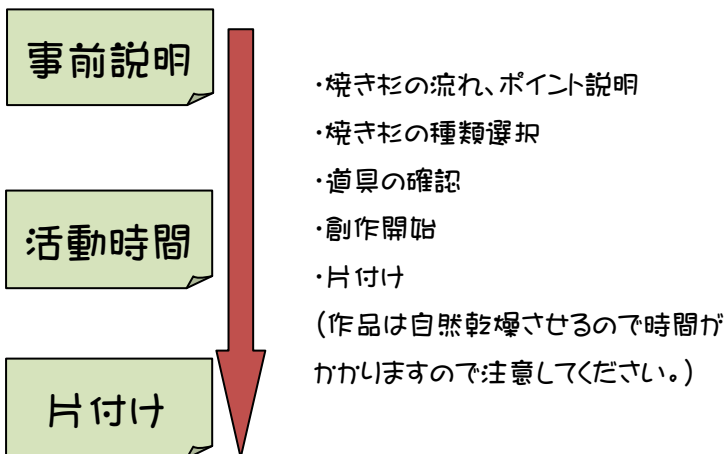 事前説明
活動時間
片付け
・焼き杉の流れ、ポイント説明
・焼き杉の種類選択
・道具の確認
・創作開始
・片付け
(作品は自然乾燥させるので時間が
かかりますので注意してください。)